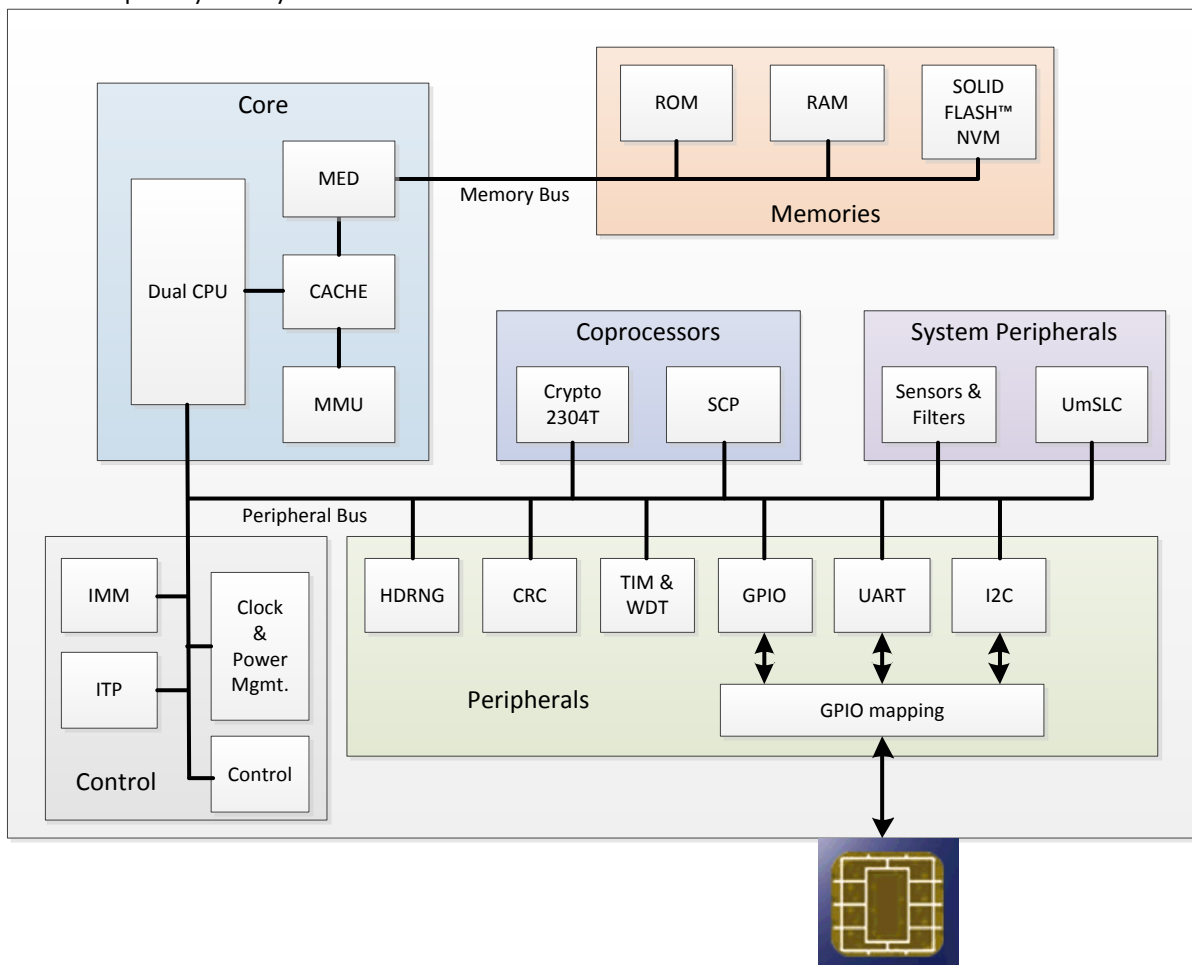 Core
MED
Dual CPU
CACHE
MMU
Memory Bus
ROM
RAM
SOLID
FLASH™
NVM
Memories
Coprocessors
Crypto
2304T
SCP
System Peripherals
Sensors &
Filters
UmSLC
Peripheral Bus
IMM
ITP
Clock
&
Power
Mgmt.
Control
Control
HDRNG
CRC
TIM &
WDT
GPIO
UART
I2C
Peripherals
GPIO mapping